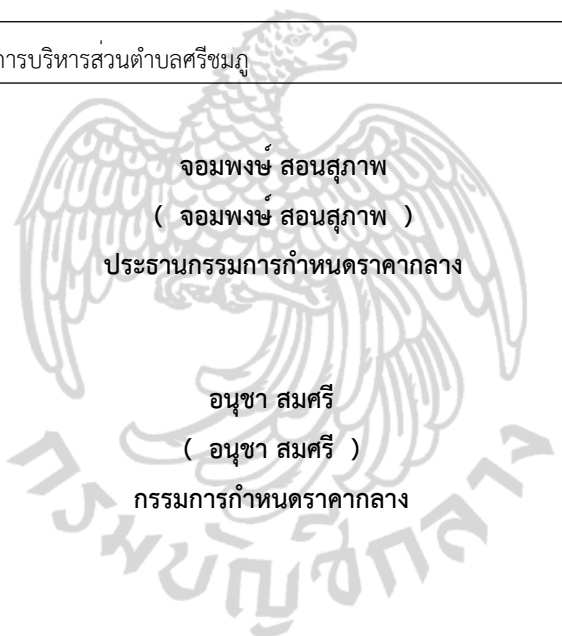 การบริหารส่วนตำบลศรีชมภู
จอมพงษ์ สอนสุภาพ
( จอมพงษ์ สอนสุภาพ )
ประธานกรรมการกำหนดราคากลาง
อนุชา สมศรี
( อนุชา สมศรี )
กรรมการกำหนดราคากลาง
กรมบัญชีกลาง